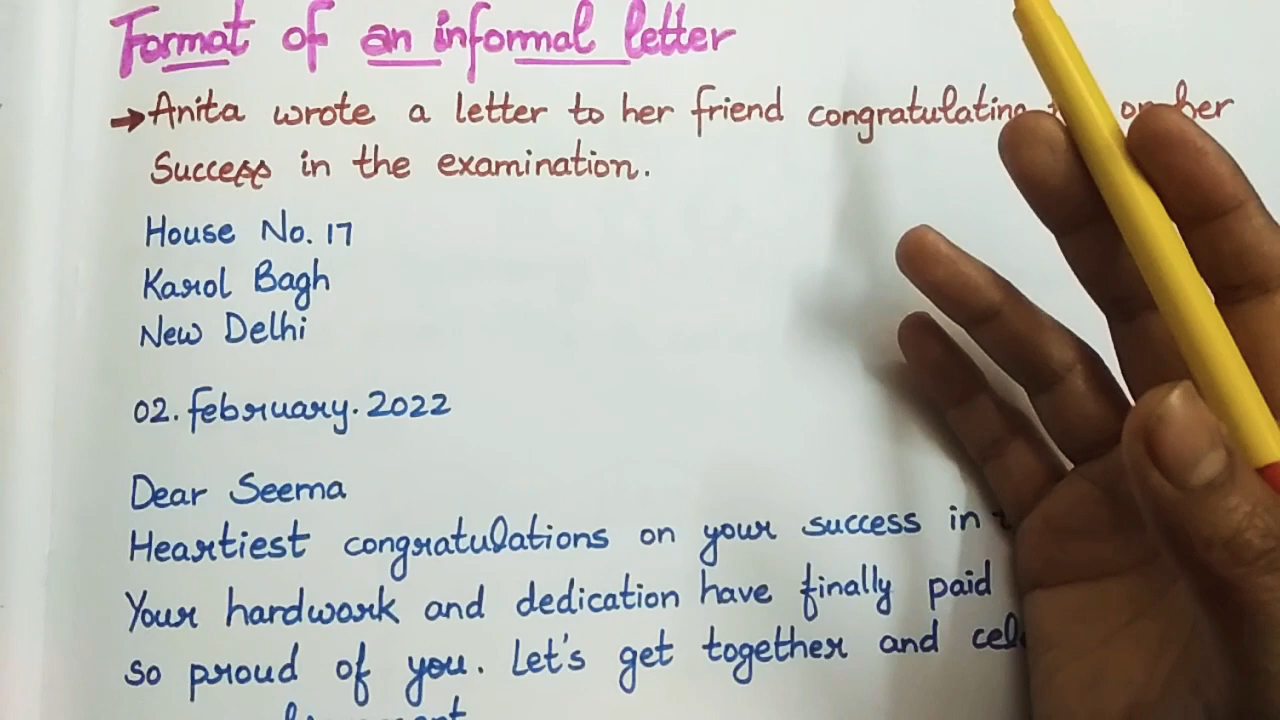 Format of an informal letter
→Anita wrote a letter to her friend congratulating on her
Success in the examination.
House No. 17
Karol Bagh
New Delhi
02. February. 2022
Dear Seema
Heartiest congratulations on your success in
Your hardwork and dedication have finally paid
so proud of you. Let's get together and